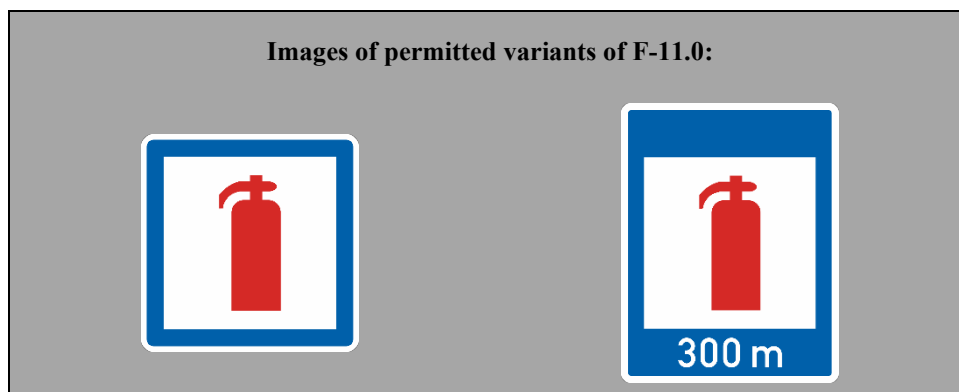 Images of permitted variants of F-11.0:
300 m